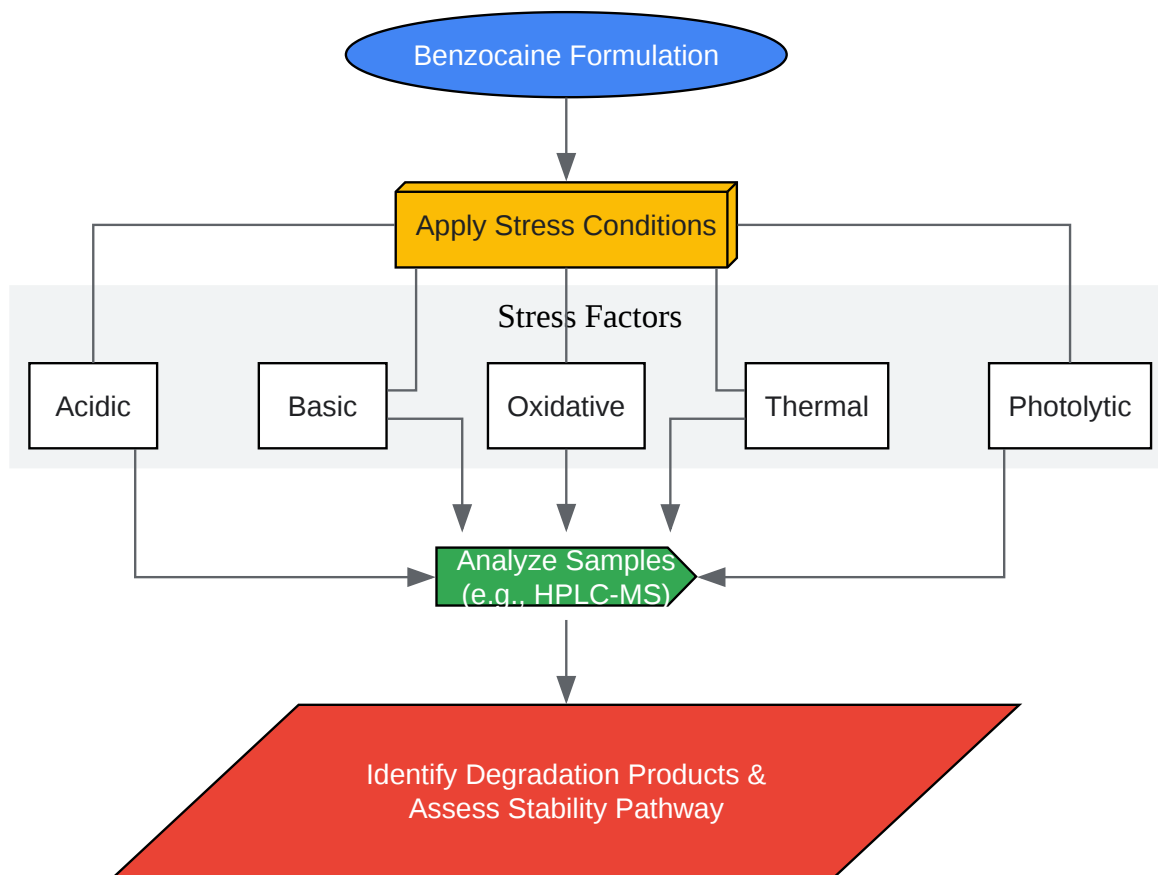 Benzocaine Formulation
Apply Stress Conditions
Stress Factors
Acidic
Basic
Oxidative
Thermal
Photolytic
Analyze Samples
(e.g., HPLC-MS)
Identify Degradation Products &
Assess Stability Pathway